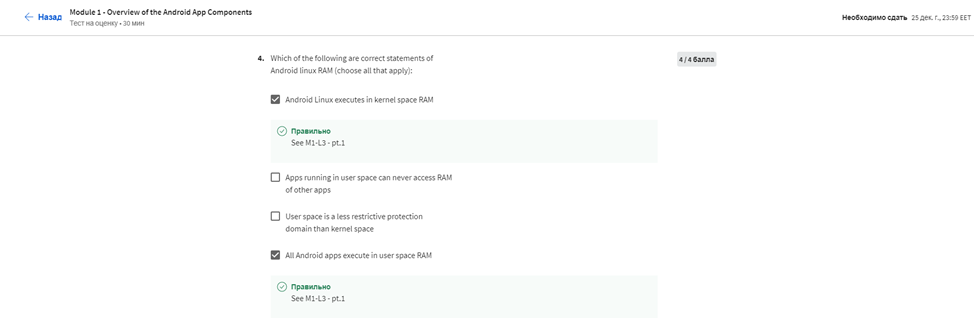 Назад
Module 1 - Overview of the Android App Components
Тест на оценку • 30 мин
Необходимо сдать 25 дек. г., 23:59 EET
4. Which of the following are correct statements of
Android linux RAM (choose all that apply):
4 / 4 балла
Android Linux executes in kernel space RAM
Правильно
See M1-L3 - pt.1
Apps running in user space can never access RAM
of other apps
User space is a less restrictive protection
domain than kernel space
All Android apps execute in user space RAM
Правильно
See M1-L3 - pt.1